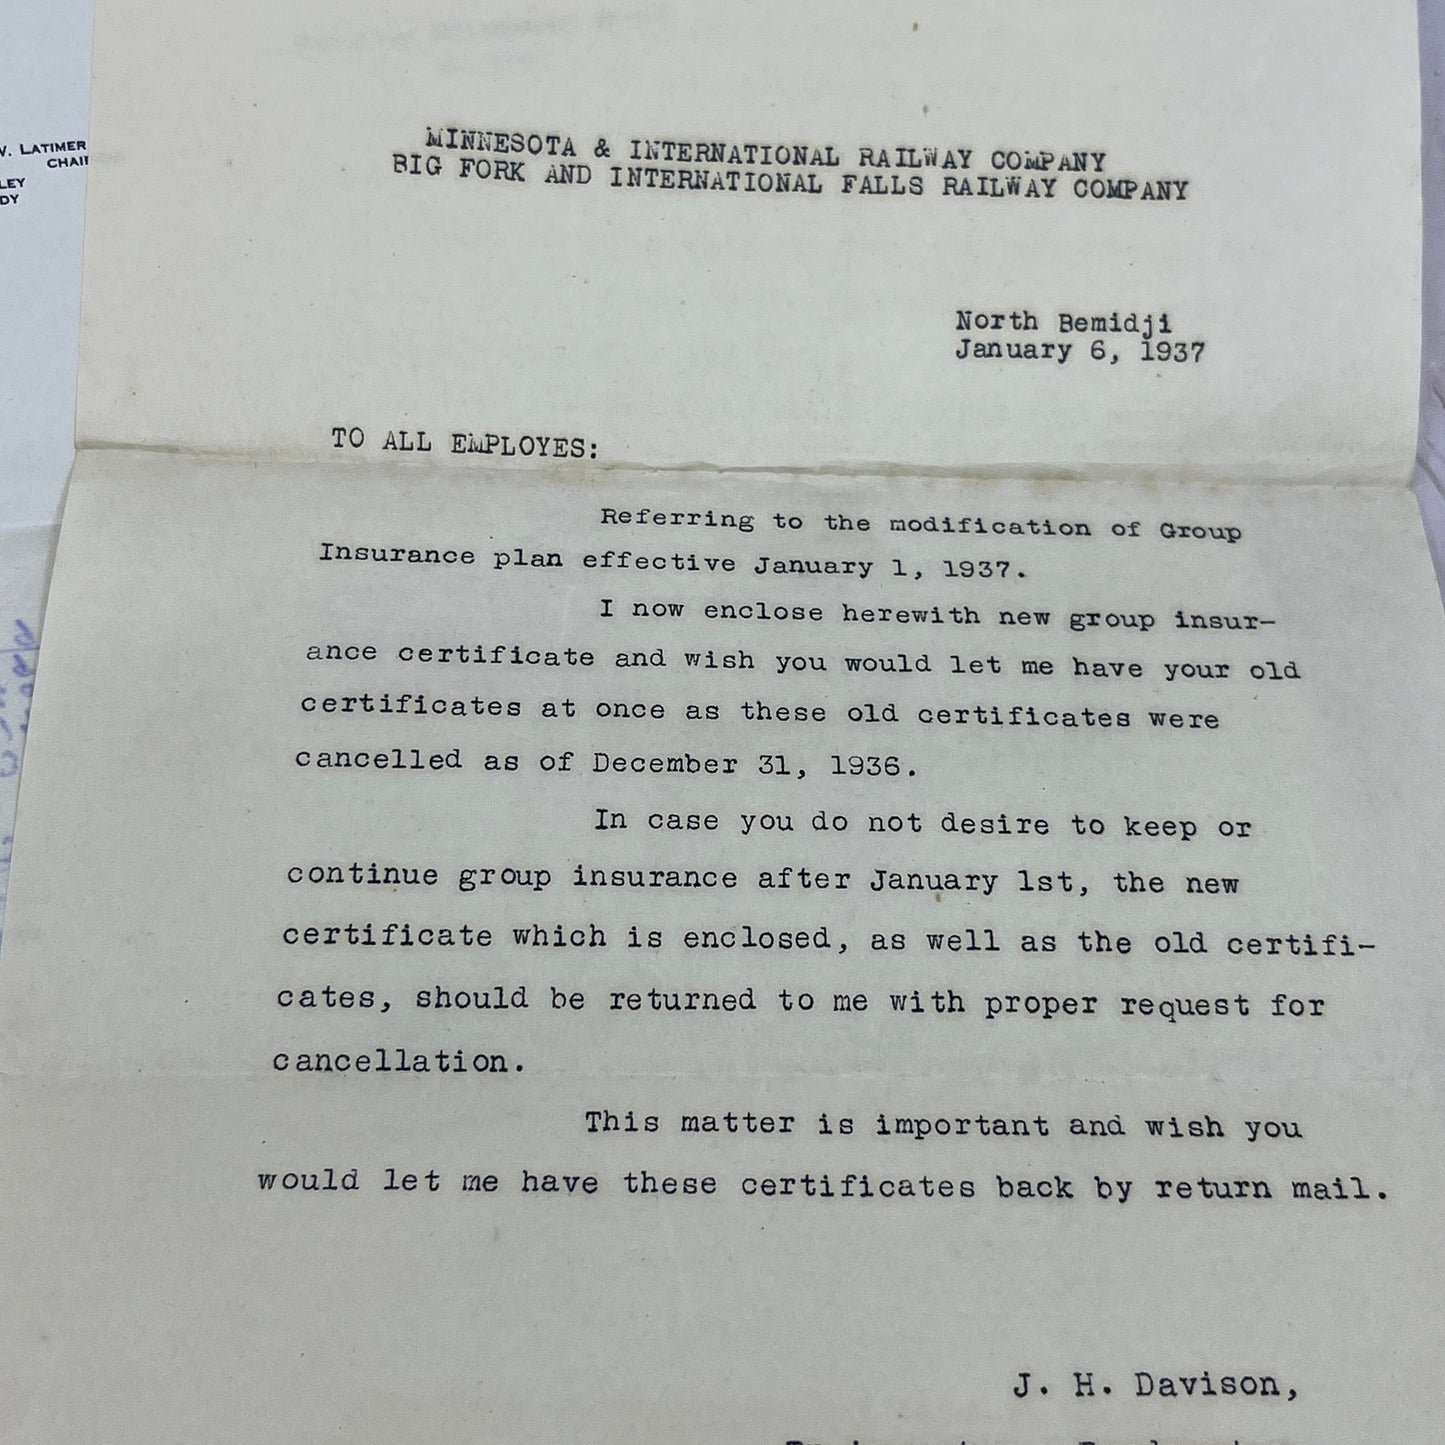 W. LATIMER
CHAI
LEY
DY
MINNESOTA & INTERNATIONAL RAILWAY COMPANY
BIG FORK AND INTERNATIONAL FALLS RAILWAY COMPANY
North Bemidji
January 6, 1937
TO ALL EMPLOYES:
Referring to the modification of Group
Insurance plan effective January 1, 1937.
I now enclose herewith new group insur-
ance certificate and wish you would let me have your old
certificates at once as these old certificates were
cancelled as of December 31, 1936.
In case you do not desire to keep or
continue group insurance after January 1st, the new
certificate which is enclosed, as well as the old certifi-
cates, should be returned to me with proper request for
cancellation.
This matter is important and wish you
would let me have these certificates back by return mail.
J. H. Davison,